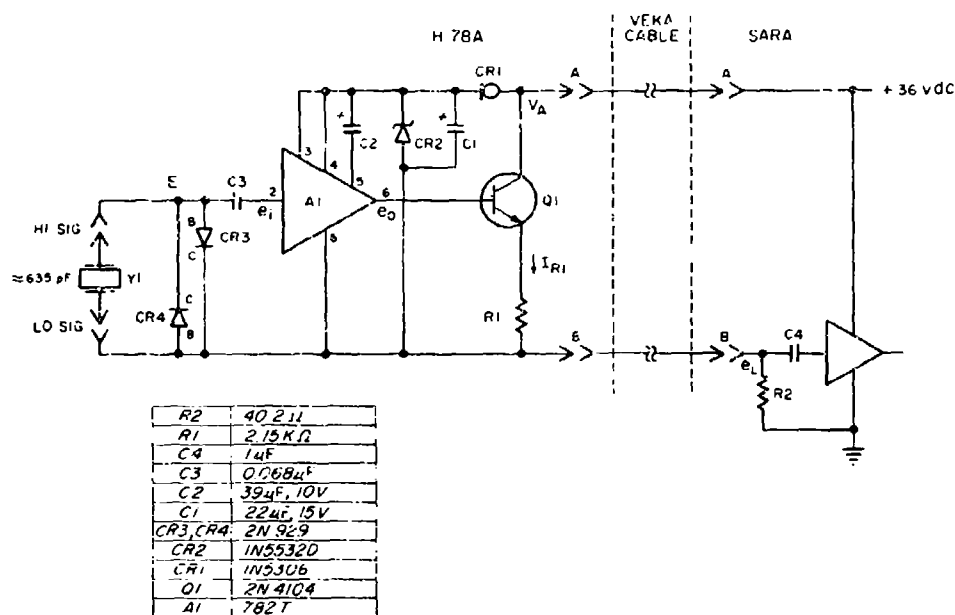 H 78A
VEKA
CABLE
SARA
CR1
A
A
+ 36 vdc
VA
+
C2
CR2
+
C1
3
4
5
E
C3
2
ei
A1
6
eo
Q1
8
HI SIG
B
C
CR3
≈635 pF
Y1
C
CR4
B
LO SIG
IR1
R1
B
B
eL
C4
R2
R2 40.2 Ω
R1 2.15K Ω
C4 1µF
C3 0.068µF
C2 39µF, 10V
C1 22µF, 15V
CR3,CR4 2N 929
CR2 1N5532D
CR1 1N5306
Q1 2N 4104
A1 782 T